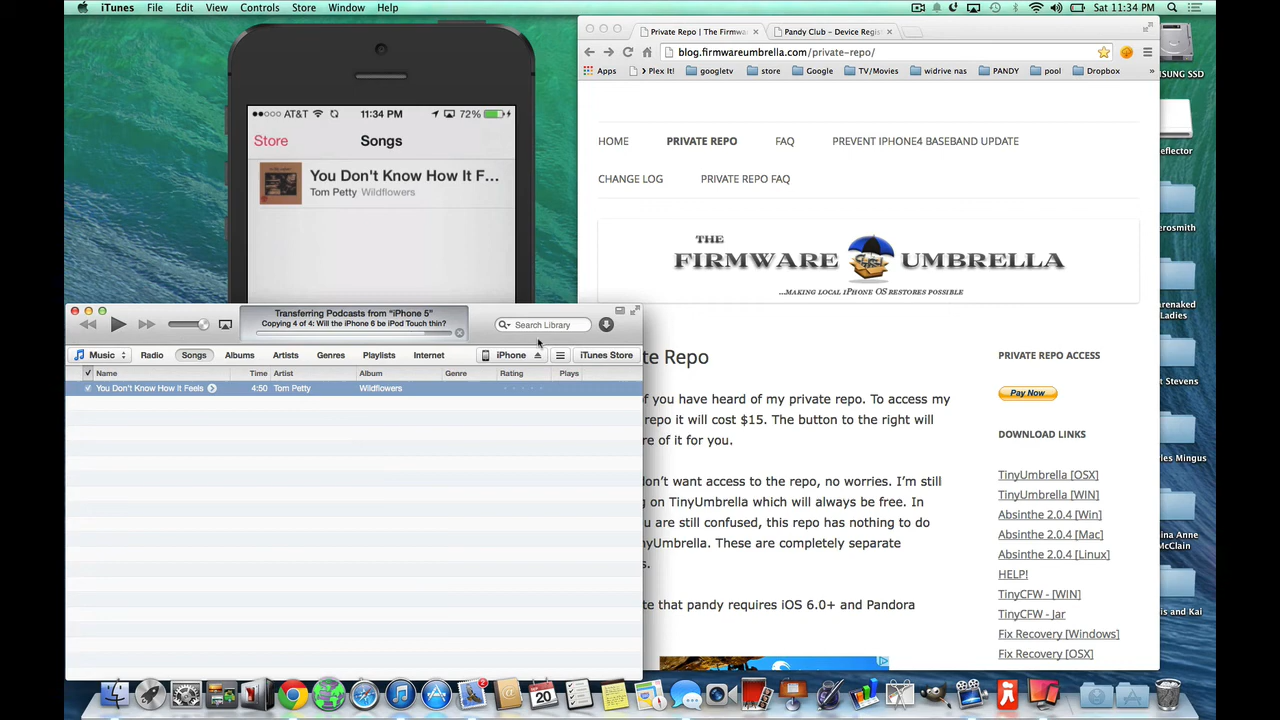 iTunes File Edit View Controls Store Window Help
Sat 11:34 PM
AT&T 11:34 PM 72%
Store Songs
You Don't Know How It F...
Tom Petty Wildflowers
Private Repo | The Firmw
Pandy Club - Device Regis
blog.firmwareumbrella.com/private-repo/
Apps > Plex It! googletv store Google TV/Movies widrive nas PANDY pool Dropbox »
HOME PRIVATE REPO FAQ PREVENT IPHONE4 BASEBAND UPDATE
CHANGE LOG PRIVATE REPO FAQ
THE
FIRMWARE UMBRELLA
...MAKING LOCAL IPHONE OS RESTORES POSSIBLE
te Repo
f you have heard of my private repo. To access my
repo it will cost $15. The button to the right will
re of it for you.
don't want access to the repo, no worries. I'm still
g on TinyUmbrella which will always be free. In
u are still confused, this repo has nothing to do
yUmbrella. These are completely separate
s.
te that pandy requires iOS 6.0+ and Pandora
PRIVATE REPO ACCESS
Pay Now
DOWNLOAD LINKS
TinyUmbrella [OSX]
TinyUmbrella [WIN]
Absinthe 2.0.4 [Win]
Absinthe 2.0.4 [Mac]
Absinthe 2.0.4 [Linux]
HELP!
TinyCFW - [WIN]
TinyCFW - Jar
Fix Recovery [Windows]
Fix Recovery [OSX]
Transferring Podcasts from "iPhone 5"
Copying 4 of 4: Will the iPhone 6 be iPod Touch thin?
Search Library
Music Radio Songs Albums Artists Genres Playlists Internet iPhone iTunes Store
Name Time Artist Album Genre Rating Plays
You Don't Know How It Feels 4:50 Tom Petty Wildflowers
SUNG SSD
eflector
erosmith
arenaked
Ladies
t Stevens
les Mingus
ina Anne
McClain
is and Kai
20
2